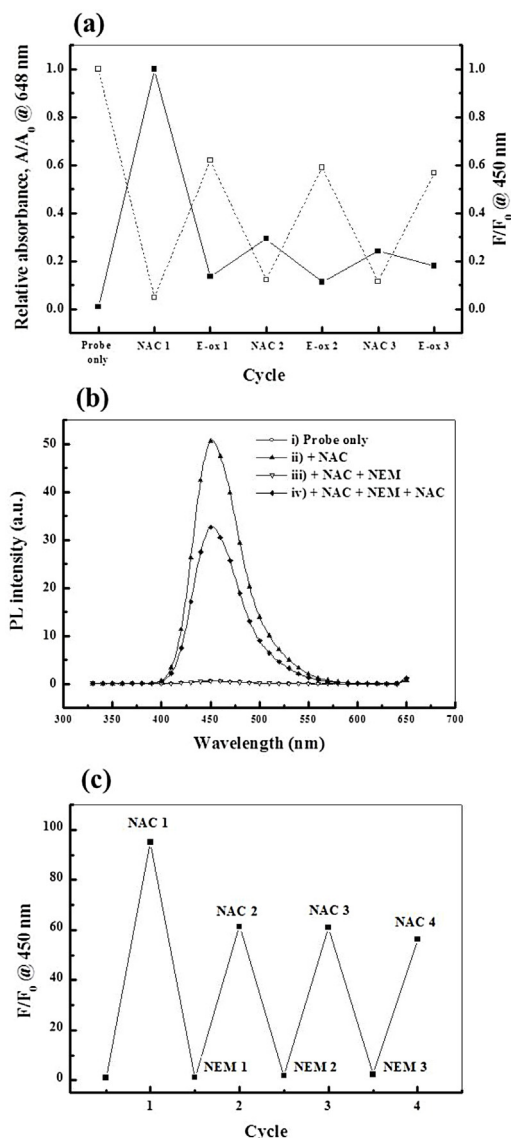 (a)
Relative absorbance, A/A0 @ 648 nm
F/F0 @ 450 nm
1.0
0.8
0.6
0.4
0.2
0.0
1.0
0.8
0.6
0.4
0.2
0.0
Probe only
NAC 1
E-ox 1
NAC 2
E-ox 2
NAC 3
E-ox 3
Cycle
(b)
PL intensity (a.u.)
50
40
30
20
10
0
i) Probe only
ii) + NAC
iii) + NAC + NEM
iv) + NAC + NEM + NAC
300 350 400 450 500 550 600 650 700
Wavelength (nm)
(c)
F/F0 @ 450 nm
100
80
60
40
20
0
NAC 1
NAC 2
NAC 3
NAC 4
NEM 1
NEM 2
NEM 3
1 2 3 4
Cycle